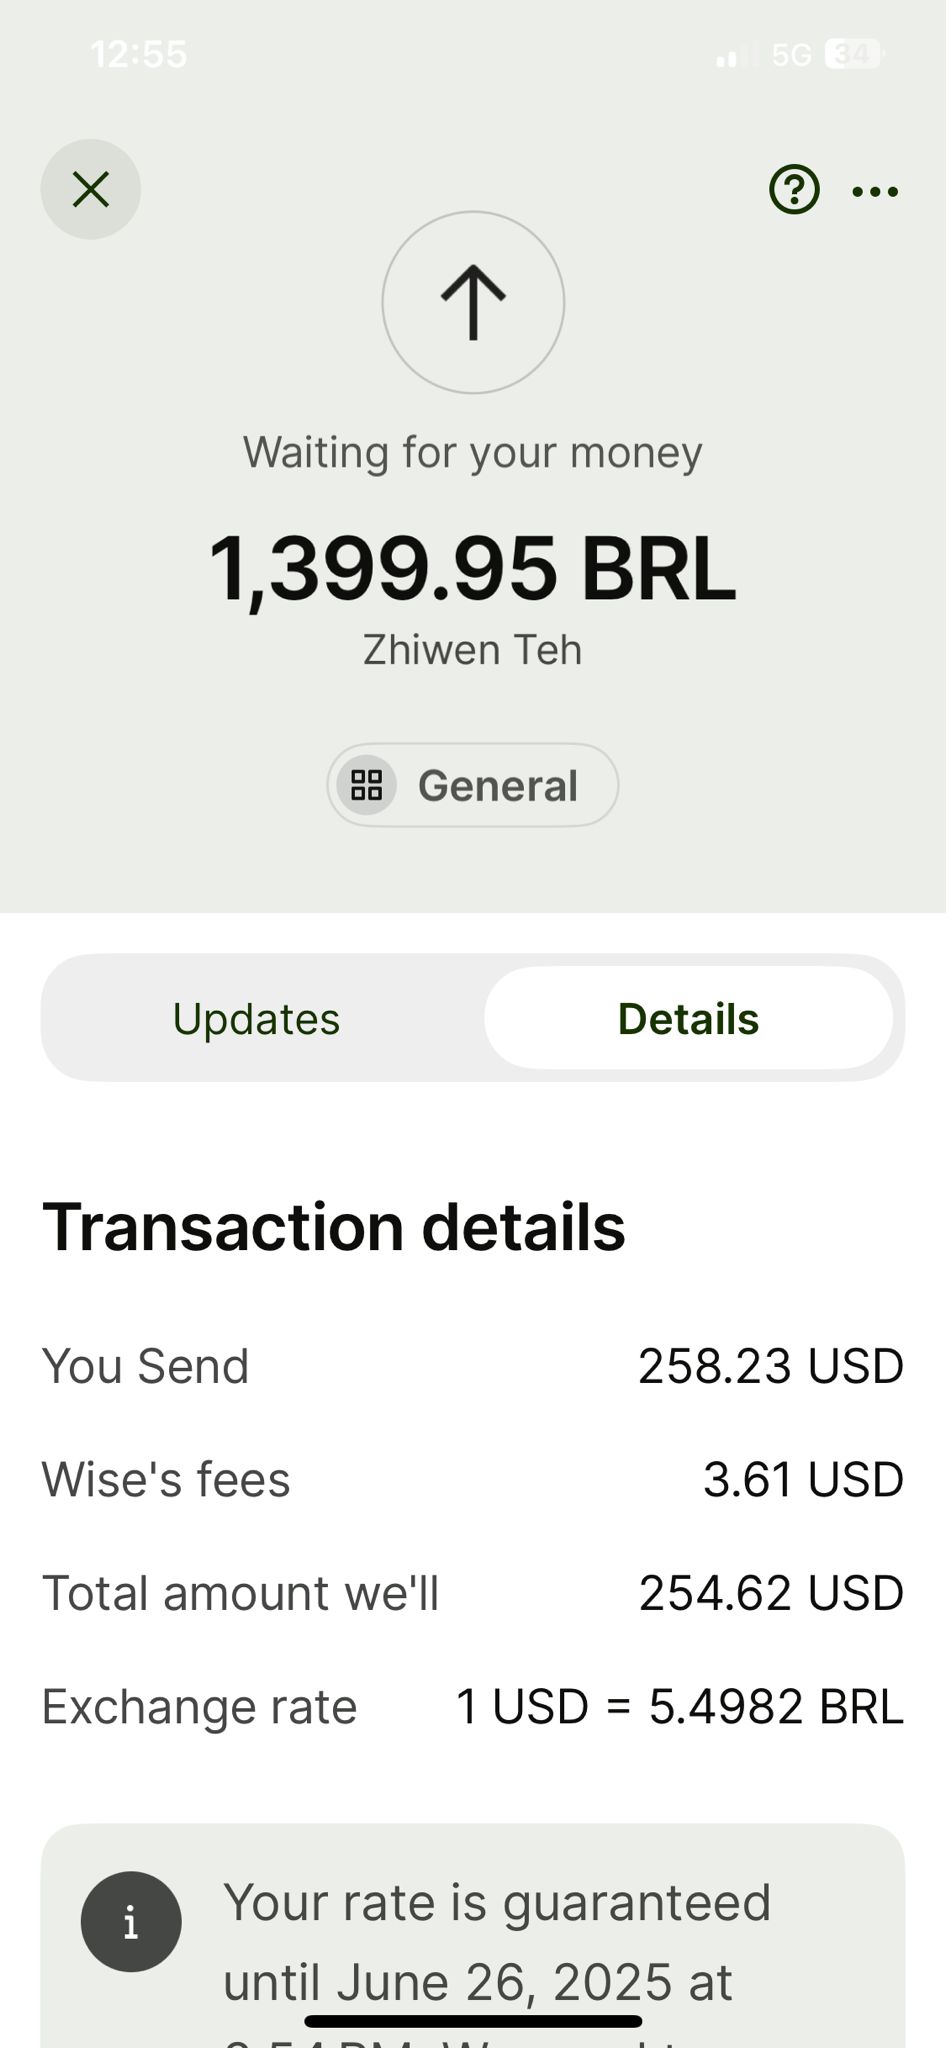 12:55 5G 34
Waiting for your money
1,399.95 BRL
Zhiwen Teh
General
Updates Details
Transaction details
You Send 258.23 USD
Wise's fees 3.61 USD
Total amount we'll 254.62 USD
Exchange rate 1 USD = 5.4982 BRL
i Your rate is guaranteed
until June 26, 2025 at